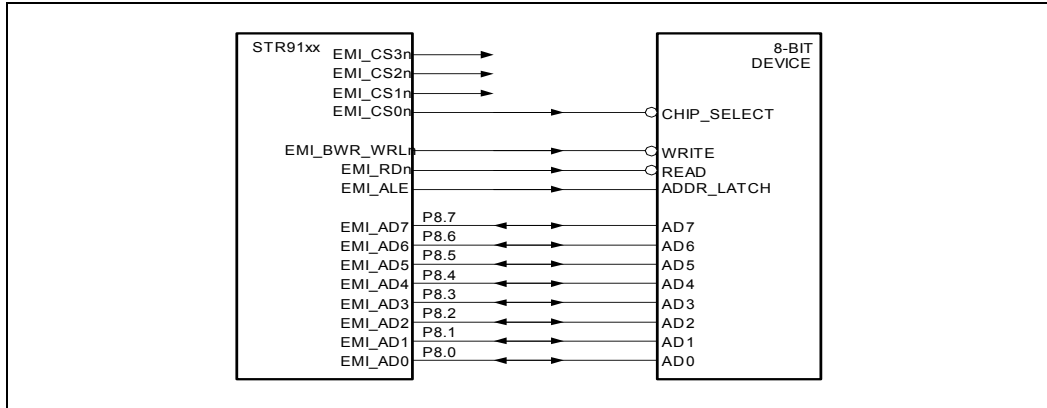 STR91xx
EMI_CS3n
EMI_CS2n
EMI_CS1n
EMI_CS0n
EMI_BWR_WRLn
EMI_RDn
EMI_ALE
EMI_AD7
EMI_AD6
EMI_AD5
EMI_AD4
EMI_AD3
EMI_AD2
EMI_AD1
EMI_AD0
P8.7
P8.6
P8.5
P8.4
P8.3
P8.2
P8.1
P8.0
8-BIT
DEVICE
CHIP_SELECT
WRITE
READ
ADDR_LATCH
AD7
AD6
AD5
AD4
AD3
AD2
AD1
AD0